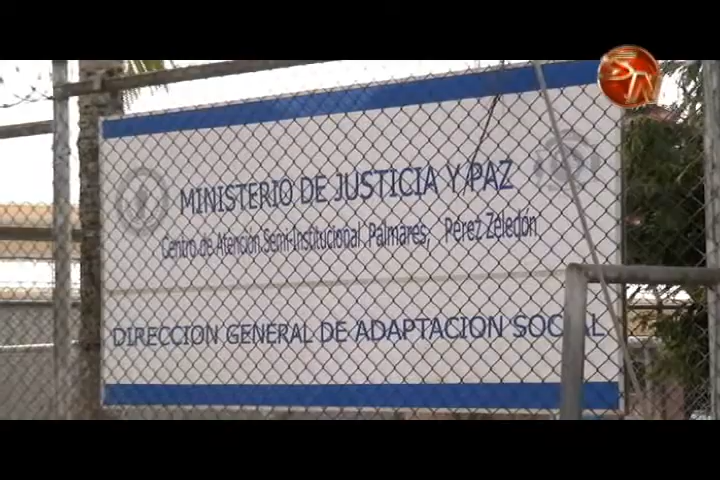 MINISTERIO DE JUSTICIA Y PAZ
Centro de Atención Semi-Institucional Palmares, Pérez Zeledón
DIRECCION GENERAL DE ADAPTACION SOCIAL